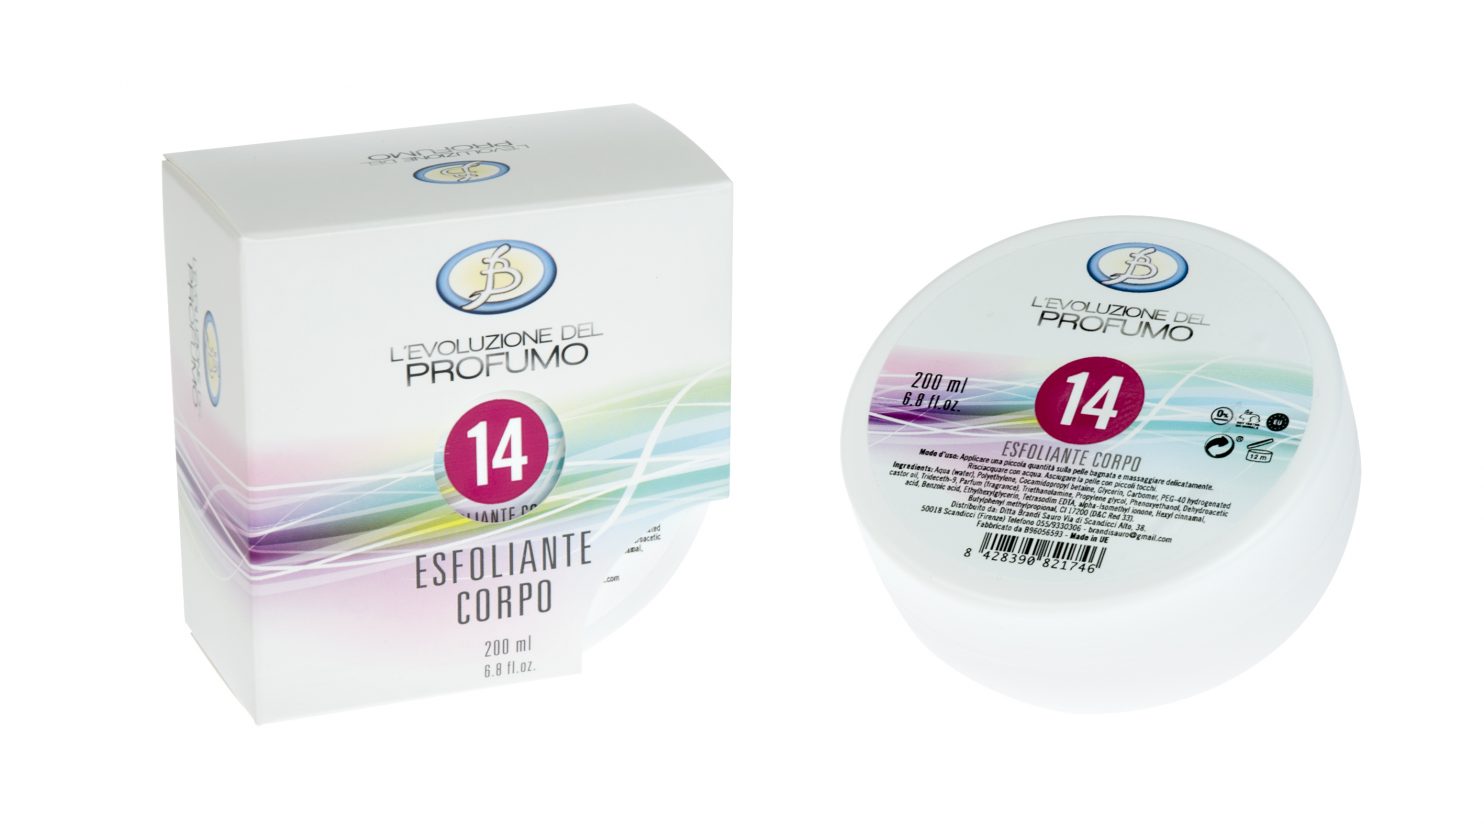 L'EVOLUZIONE DEL
PROFUMO
L'EVOLUZIONE DEL
PROFUMO
14
ESFOLIANTE
CORPO
200 ml
6.8 fl.oz.
L'EVOLUZIONE DEL
PROFUMO
200 ml
6.8 fl.oz.
14
0%
EU
12 m
ESFOLIANTE CORPO
Modo d'uso: Applicare una piccola quantità sulla pelle bagnata e massaggiare delicatamente.
Risciacquare con acqua. Asciugare la pelle con piccoli tocchi.
Ingredients: Aqua (water), Polyethylene, Cocamidopropyl betaine, Glycerin, Carbomer, PEG-40 hydrogenated
castor oil, Trideceth-9, Parfum (fragrance), Triethanolamine, Propylene glycol, Phenoxyethanol, Dehydroacetic
acid, Benzoic acid, Ethylhexylglycerin, Tetrasodium EDTA, alpha-Isomethyl ionone, Hexyl cinnamal,
Butylphenyl methylpropional, CI 17200 (D&C Red 33).
Distribuito da: Ditta Brandi Sauro Via di Scandicci Alto, 38,
50018 Scandicci (Firenze) Telefono 055/9330306 - brandisauro@gmail.com
Fabbricato da B96056593 - Made in UE
8 428390 821746